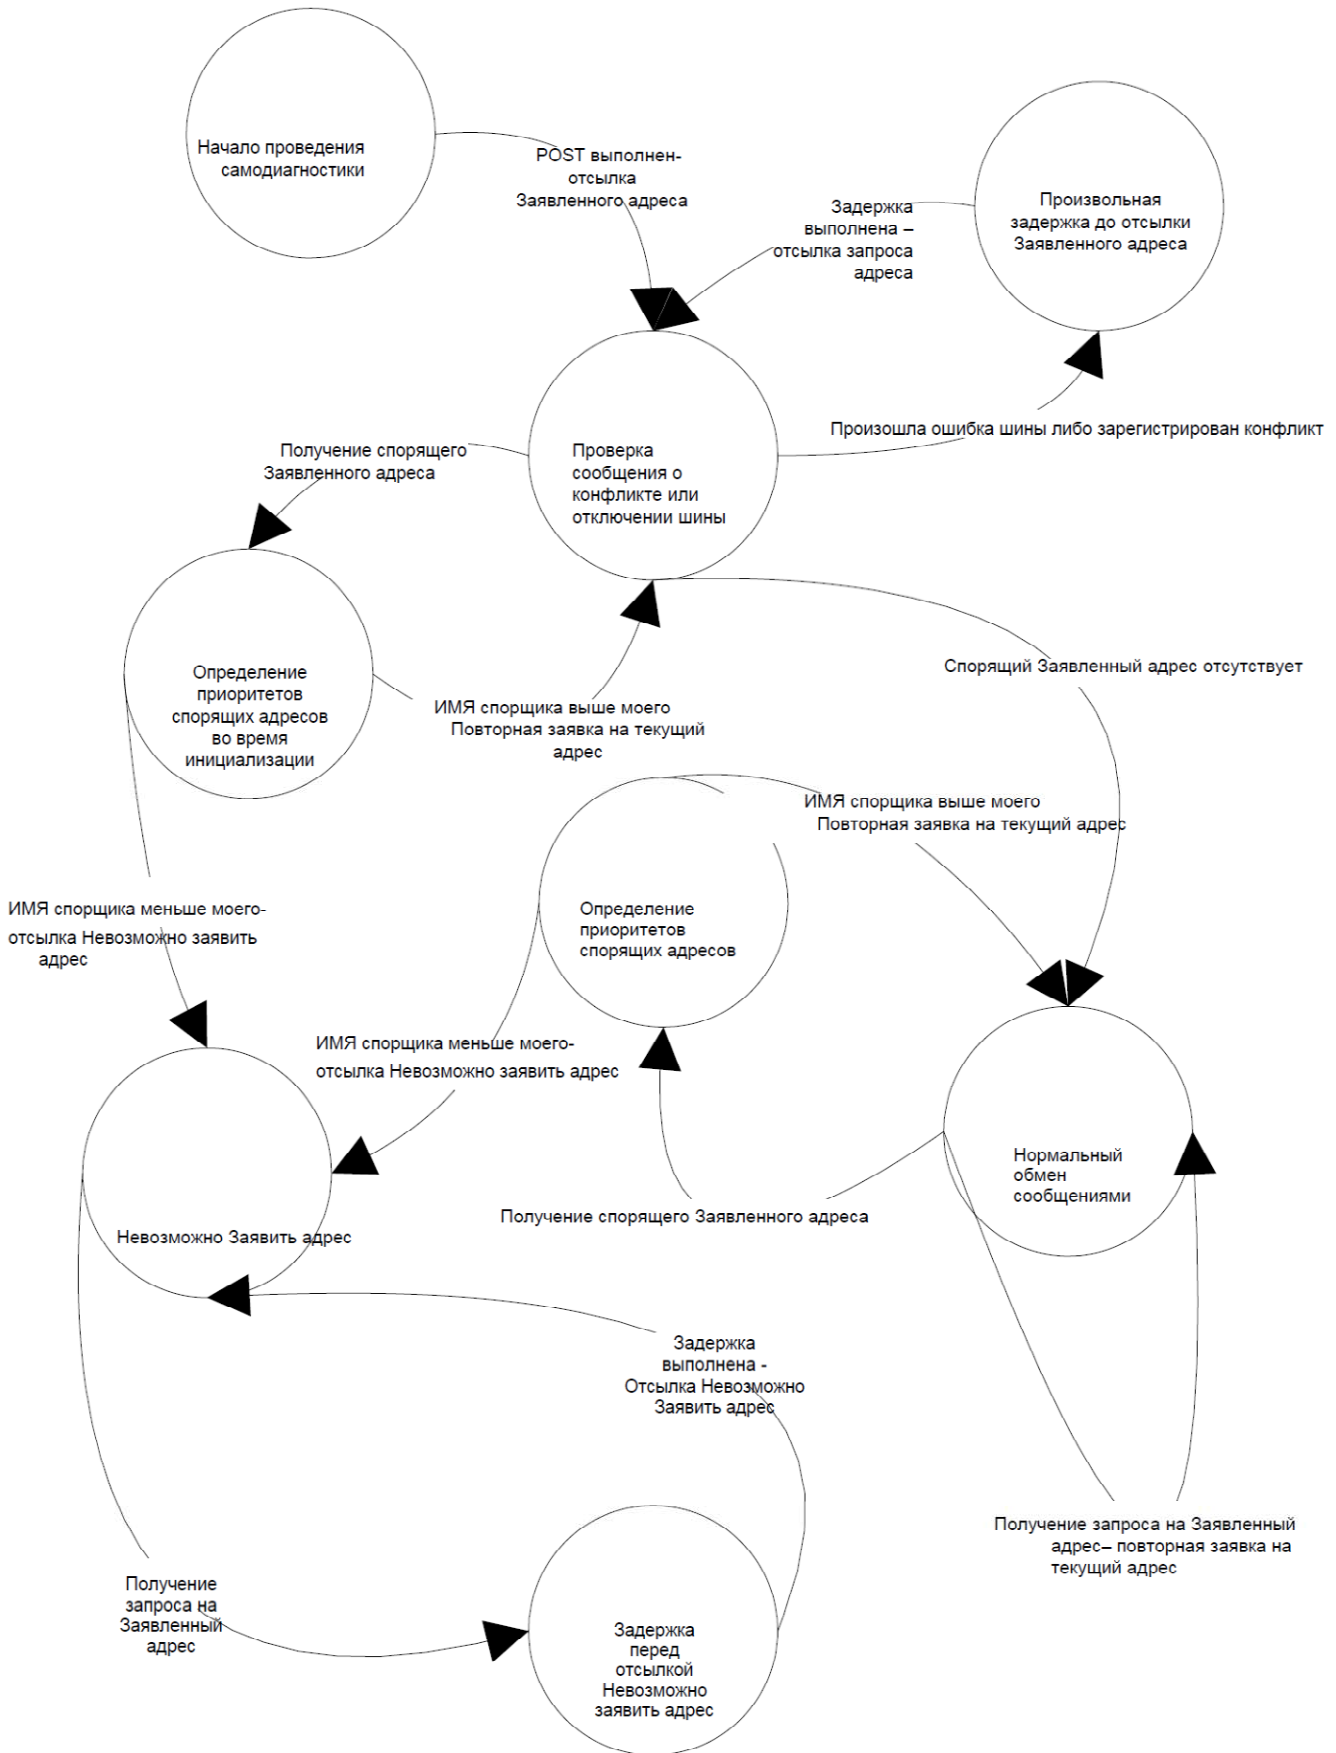 Начало проведения
самодиагностики
POST выполнен-
отсылка
Заявленного адреса
Задержка
выполнена –
отсылка запроса
адреса
Произвольная
задержка до отсылки
Заявленного адреса
Произошла ошибка шины либо зарегистрирован конфликт
Получение спорящего
Заявленного адреса
Проверка
сообщения о
конфликте или
отключении шины
Определение
приоритетов
спорящих адресов
во время
инициализации
ИМЯ спорщика выше моего
Повторная заявка на текущий
адрес
Спорящий Заявленный адрес отсутствует
ИМЯ спорщика выше моего
Повторная заявка на текущий адрес
ИМЯ спорщика меньше моего-
отсылка Невозможно заявить
адрес
Определение
приоритетов
спорящих адресов
ИМЯ спорщика меньше моего-
отсылка Невозможно заявить адрес
Нормальный
обмен
сообщениями
Получение спорящего Заявленного адреса
Невозможно Заявить адрес
Задержка
выполнена -
Отсылка Невозможно
Заявить адрес
Получение запроса на Заявленный
адрес– повторная заявка на
текущий адрес
Получение
запроса на
Заявленный
адрес
Задержка
перед
отсылкой
Невозможно
заявить адрес